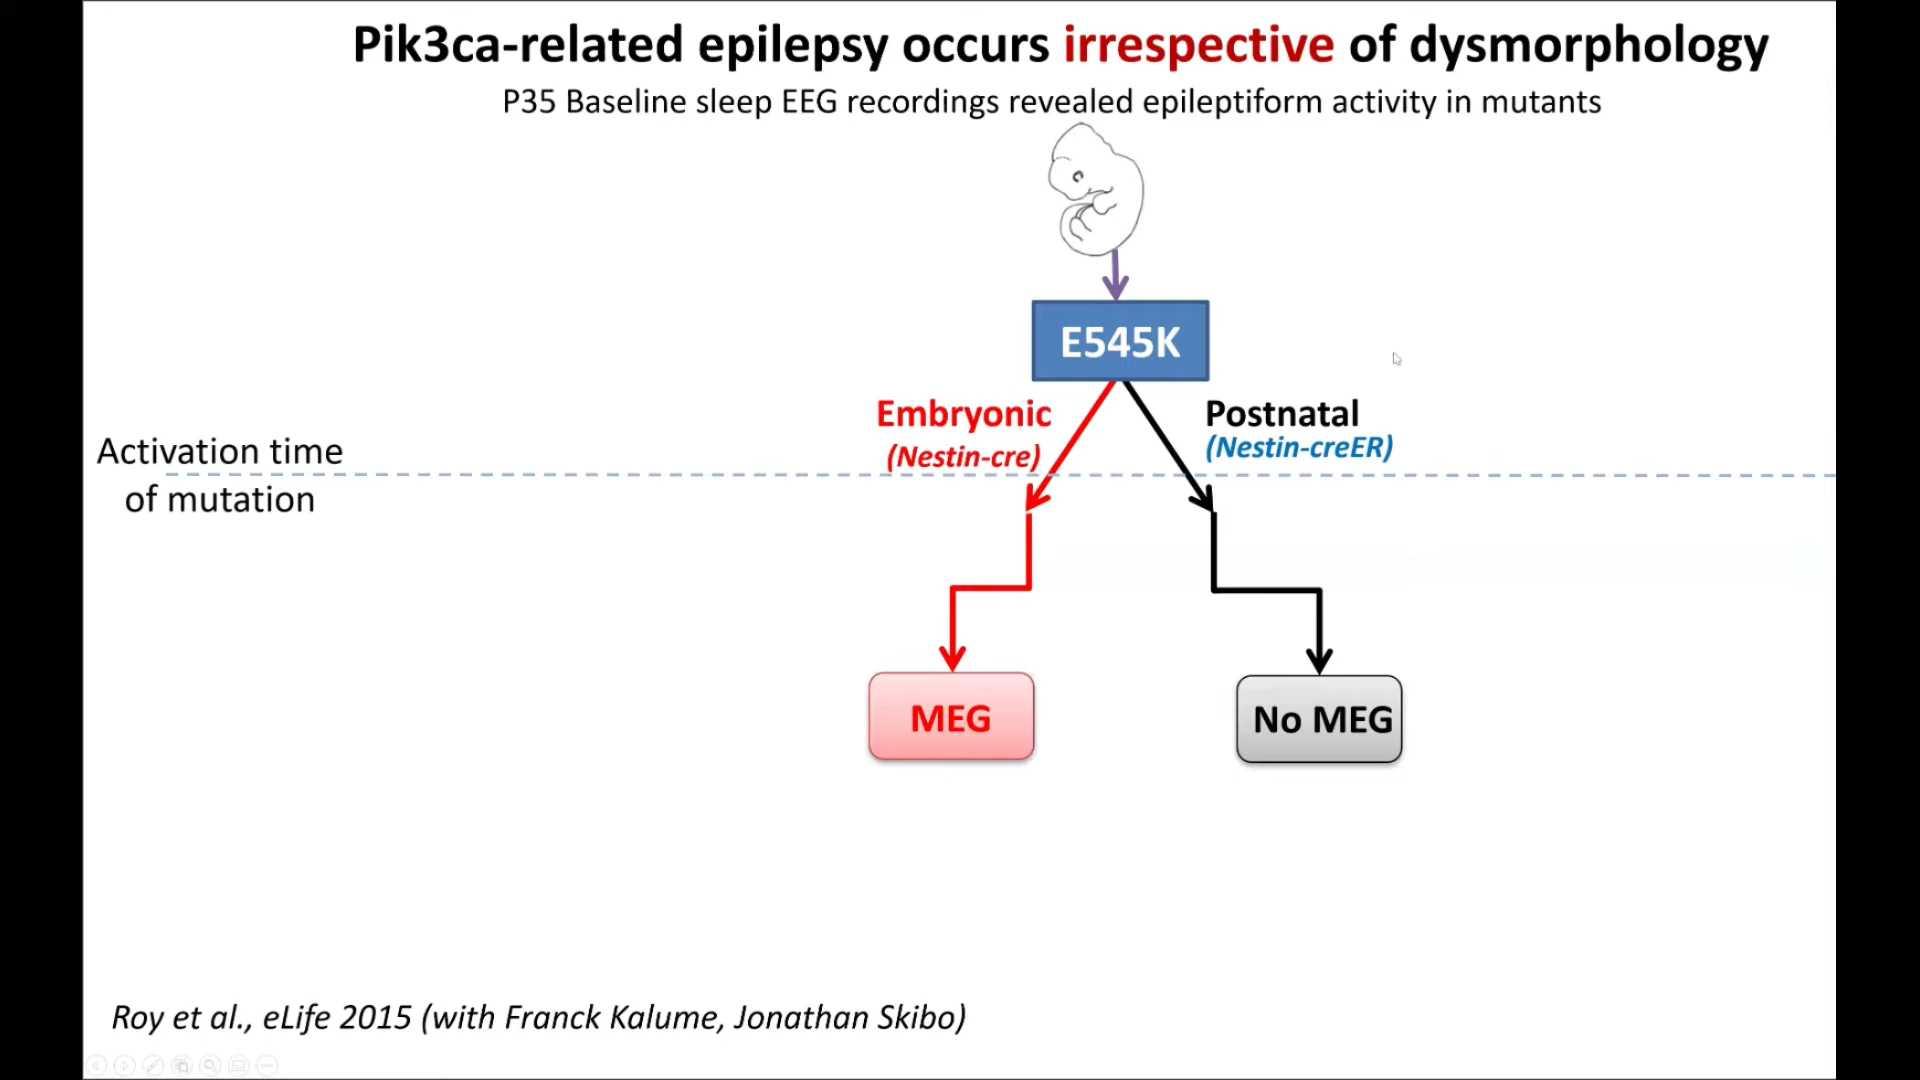 Pik3ca-related epilepsy occurs irrespective of dysmorphology
P35 Baseline sleep EEG recordings revealed epileptiform activity in mutants
E545K
Embryonic
(Nestin-cre)
Postnatal
(Nestin-creER)
Activation time
of mutation
MEG
No MEG
Roy et al., eLife 2015 (with Franck Kalume, Jonathan Skibo)